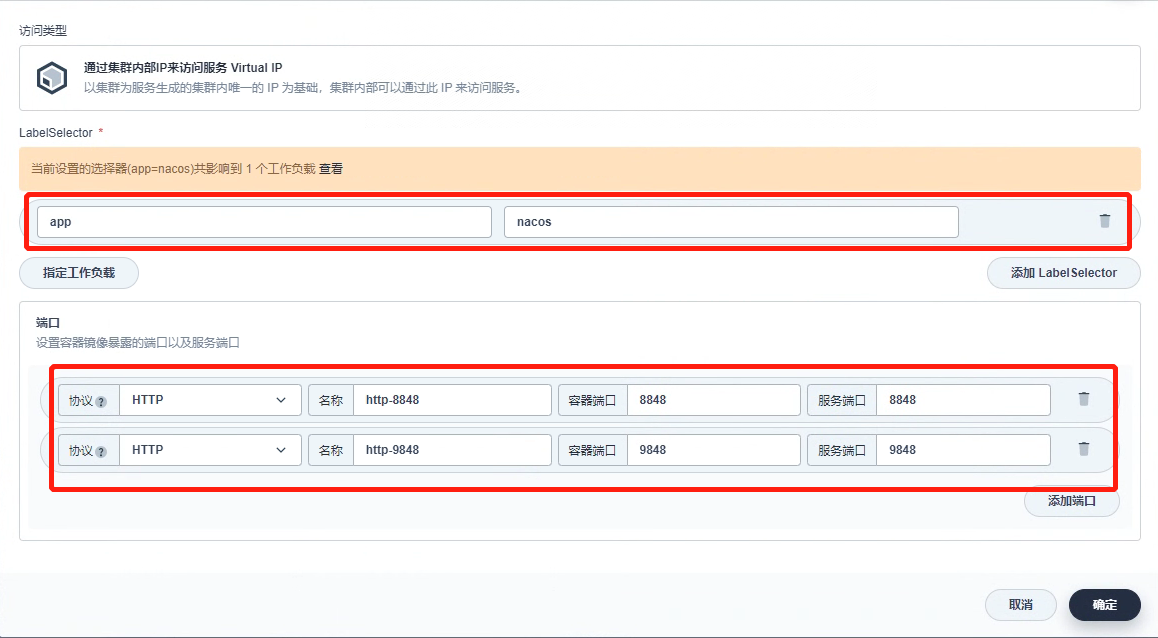 访问类型
通过集群内部IP来访问服务 Virtual IP
以集群为服务生成的集群内唯一的 IP 为基础，集群内部可以通过此 IP 来访问服务。
LabelSelector *
当前设置的选择器(app=nacos)共影响到 1 个工作负载 查看
app nacos
指定工作负载 添加 LabelSelector
端口
设置容器镜像暴露的端口以及服务端口
协议 ? HTTP 名称 http-8848 容器端口 8848 服务端口 8848
协议 ? HTTP 名称 http-9848 容器端口 9848 服务端口 9848
添加端口
取消 确定